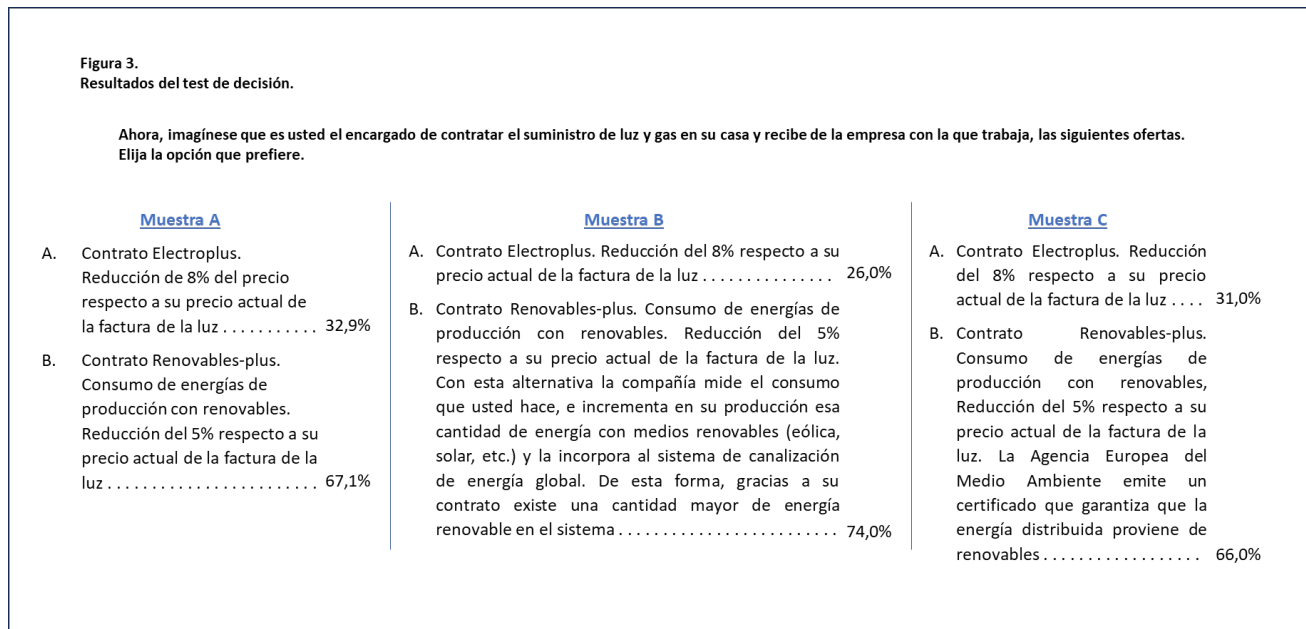 Figura 3.
Resultados del test de decisión.
Ahora, imagínese que es usted el encargado de contratar el suministro de luz y gas en su casa y recibe de la empresa con la que trabaja, las siguientes ofertas.
Elija la opción que prefiere.
Muestra A
A. Contrato Electroplus.
Reducción de 8% del precio
respecto a su precio actual de
la factura de la luz . . . . . . . . . . . 32,9%
B. Contrato Renovables-plus.
Consumo de energías de
producción con renovables.
Reducción del 5% respecto a su
precio actual de la factura de la
luz . . . . . . . . . . . . . . . . . . . . . . . . 67,1%
Muestra B
A. Contrato Electroplus. Reducción del 8% respecto a su
precio actual de la factura de la luz . . . . . . . . . . . . . . . 26,0%
B. Contrato Renovables-plus. Consumo de energías de
producción con renovables. Reducción del 5%
respecto a su precio actual de la factura de la luz.
Con esta alternativa la compañía mide el consumo
que usted hace, e incrementa en su producción esa
cantidad de energía con medios renovables (eólica,
solar, etc.) y la incorpora al sistema de canalización
de energía global. De esta forma, gracias a su
contrato existe una cantidad mayor de energía
renovable en el sistema . . . . . . . . . . . . . . . . . . . . . . . . . 74,0%
Muestra C
A. Contrato Electroplus. Reducción
del 8% respecto a su precio
actual de la factura de la luz . . . . 31,0%
B. Contrato Renovables-plus.
Consumo de energías de
producción con renovables,
Reducción del 5% respecto a su
precio actual de la factura de la
luz. La Agencia Europea del
Medio Ambiente emite un
certificado que garantiza que la
energía distribuida proviene de
renovables . . . . . . . . . . . . . . . . . . 66,0%